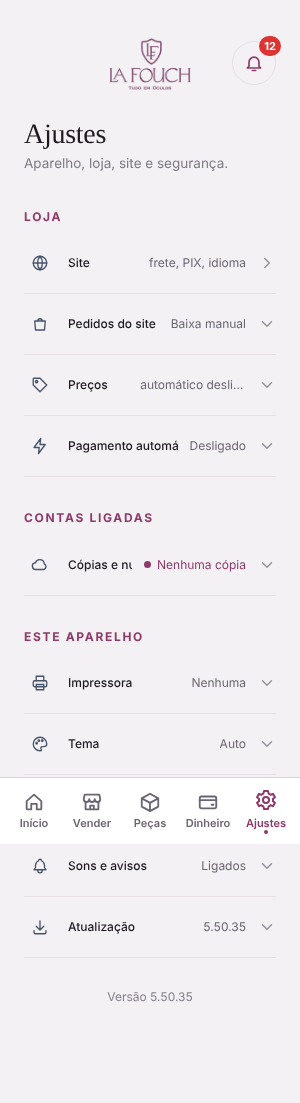 12
LA FOUCH
TUDO EM ÓCULOS
Ajustes
Aparelho, loja, site e segurança.
LOJA
Site frete, PIX, idioma
Pedidos do site Baixa manual
Preços automático desli...
Pagamento automá Desligado
CONTAS LIGADAS
Cópias e nu Nenhuma cópia
ESTE APARELHO
Impressora Nenhuma
Tema Auto
Início Vender Peças Dinheiro Ajustes
Sons e avisos Ligados
Atualização 5.50.35
Versão 5.50.35